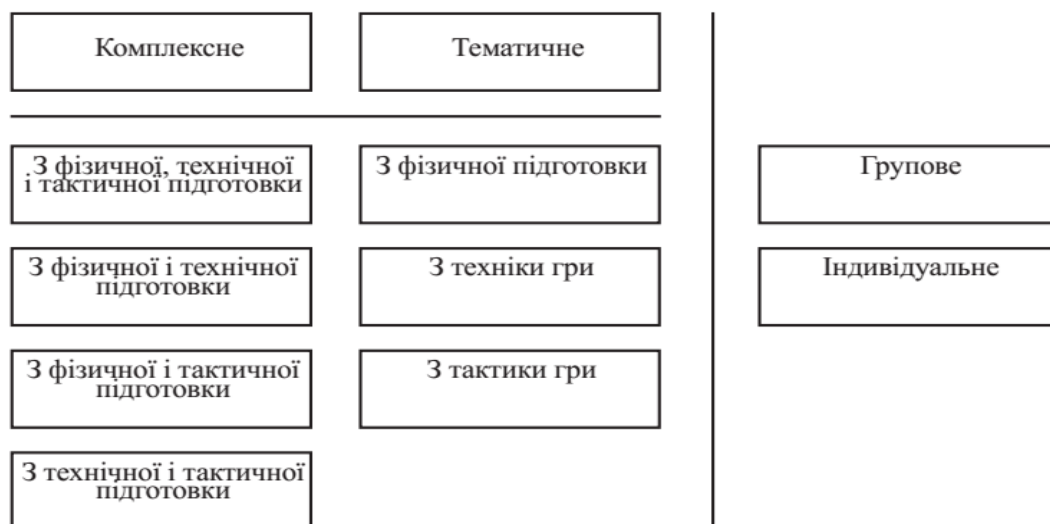 Комплексне
Тематичне
З фізичної, технічної
і тактичної підготовки
З фізичної підготовки
Групове
З фізичної і технічної
підготовки
З техніки гри
Індивідуальне
З фізичної і тактичної
підготовки
З тактики гри
З технічної і тактичної
підготовки